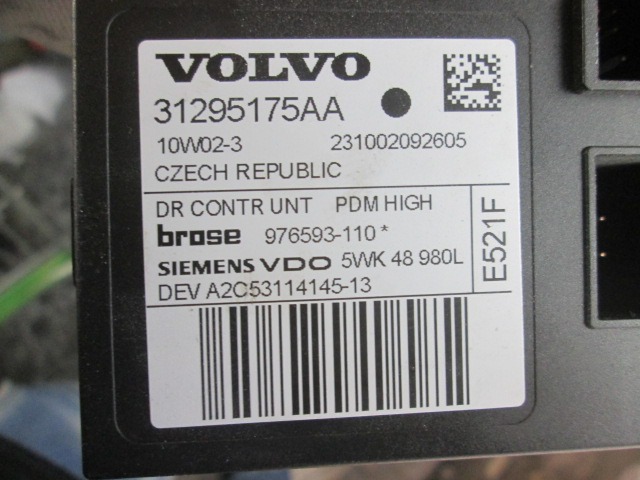 VOLVO
31295175AA
10W02-3 231002092605
CZECH REPUBLIC
DR CONTR UNT PDM HIGH
brose 976593-110*
SIEMENS VDO 5WK 48 980L
DEV A2C53114145-13
E521F